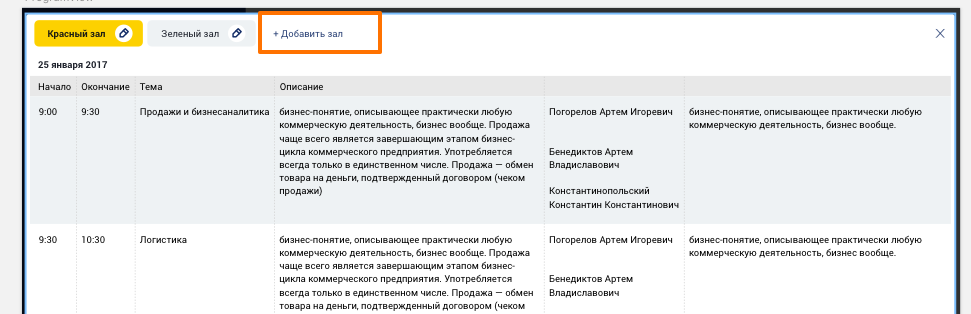 Красный зал
Зеленый зал
+ Добавить зал
25 января 2017
Начало Окончание Тема Описание
9:00 9:30 Продажи и бизнесаналитика
бизнес-понятие, описывающее практически любую
коммерческую деятельность, бизнес вообще. Продажа
чаще всего является завершающим этапом бизнес-
цикла коммерческого предприятия. Употребляется
всегда только в единственном числе. Продажа — обмен
товара на деньги, подтвержденный договором (чеком
продажи)
Погорелов Артем Игоревич
Бенедиктов Артем
Владиславович
Константинопольский
Константин Константинович
бизнес-понятие, описывающее практически любую
коммерческую деятельность, бизнес вообще.
9:30 10:30 Логистика
бизнес-понятие, описывающее практически любую
коммерческую деятельность, бизнес вообще. Продажа
чаще всего является завершающим этапом бизнес-
цикла коммерческого предприятия. Употребляется
всегда только в единственном числе. Продажа — обмен
товара на деньги, подтвержденный договором (чеком
Погорелов Артем Игоревич
Бенедиктов Артем
Владиславович
бизнес-понятие, описывающее практически любую
коммерческую деятельность, бизнес вообще.